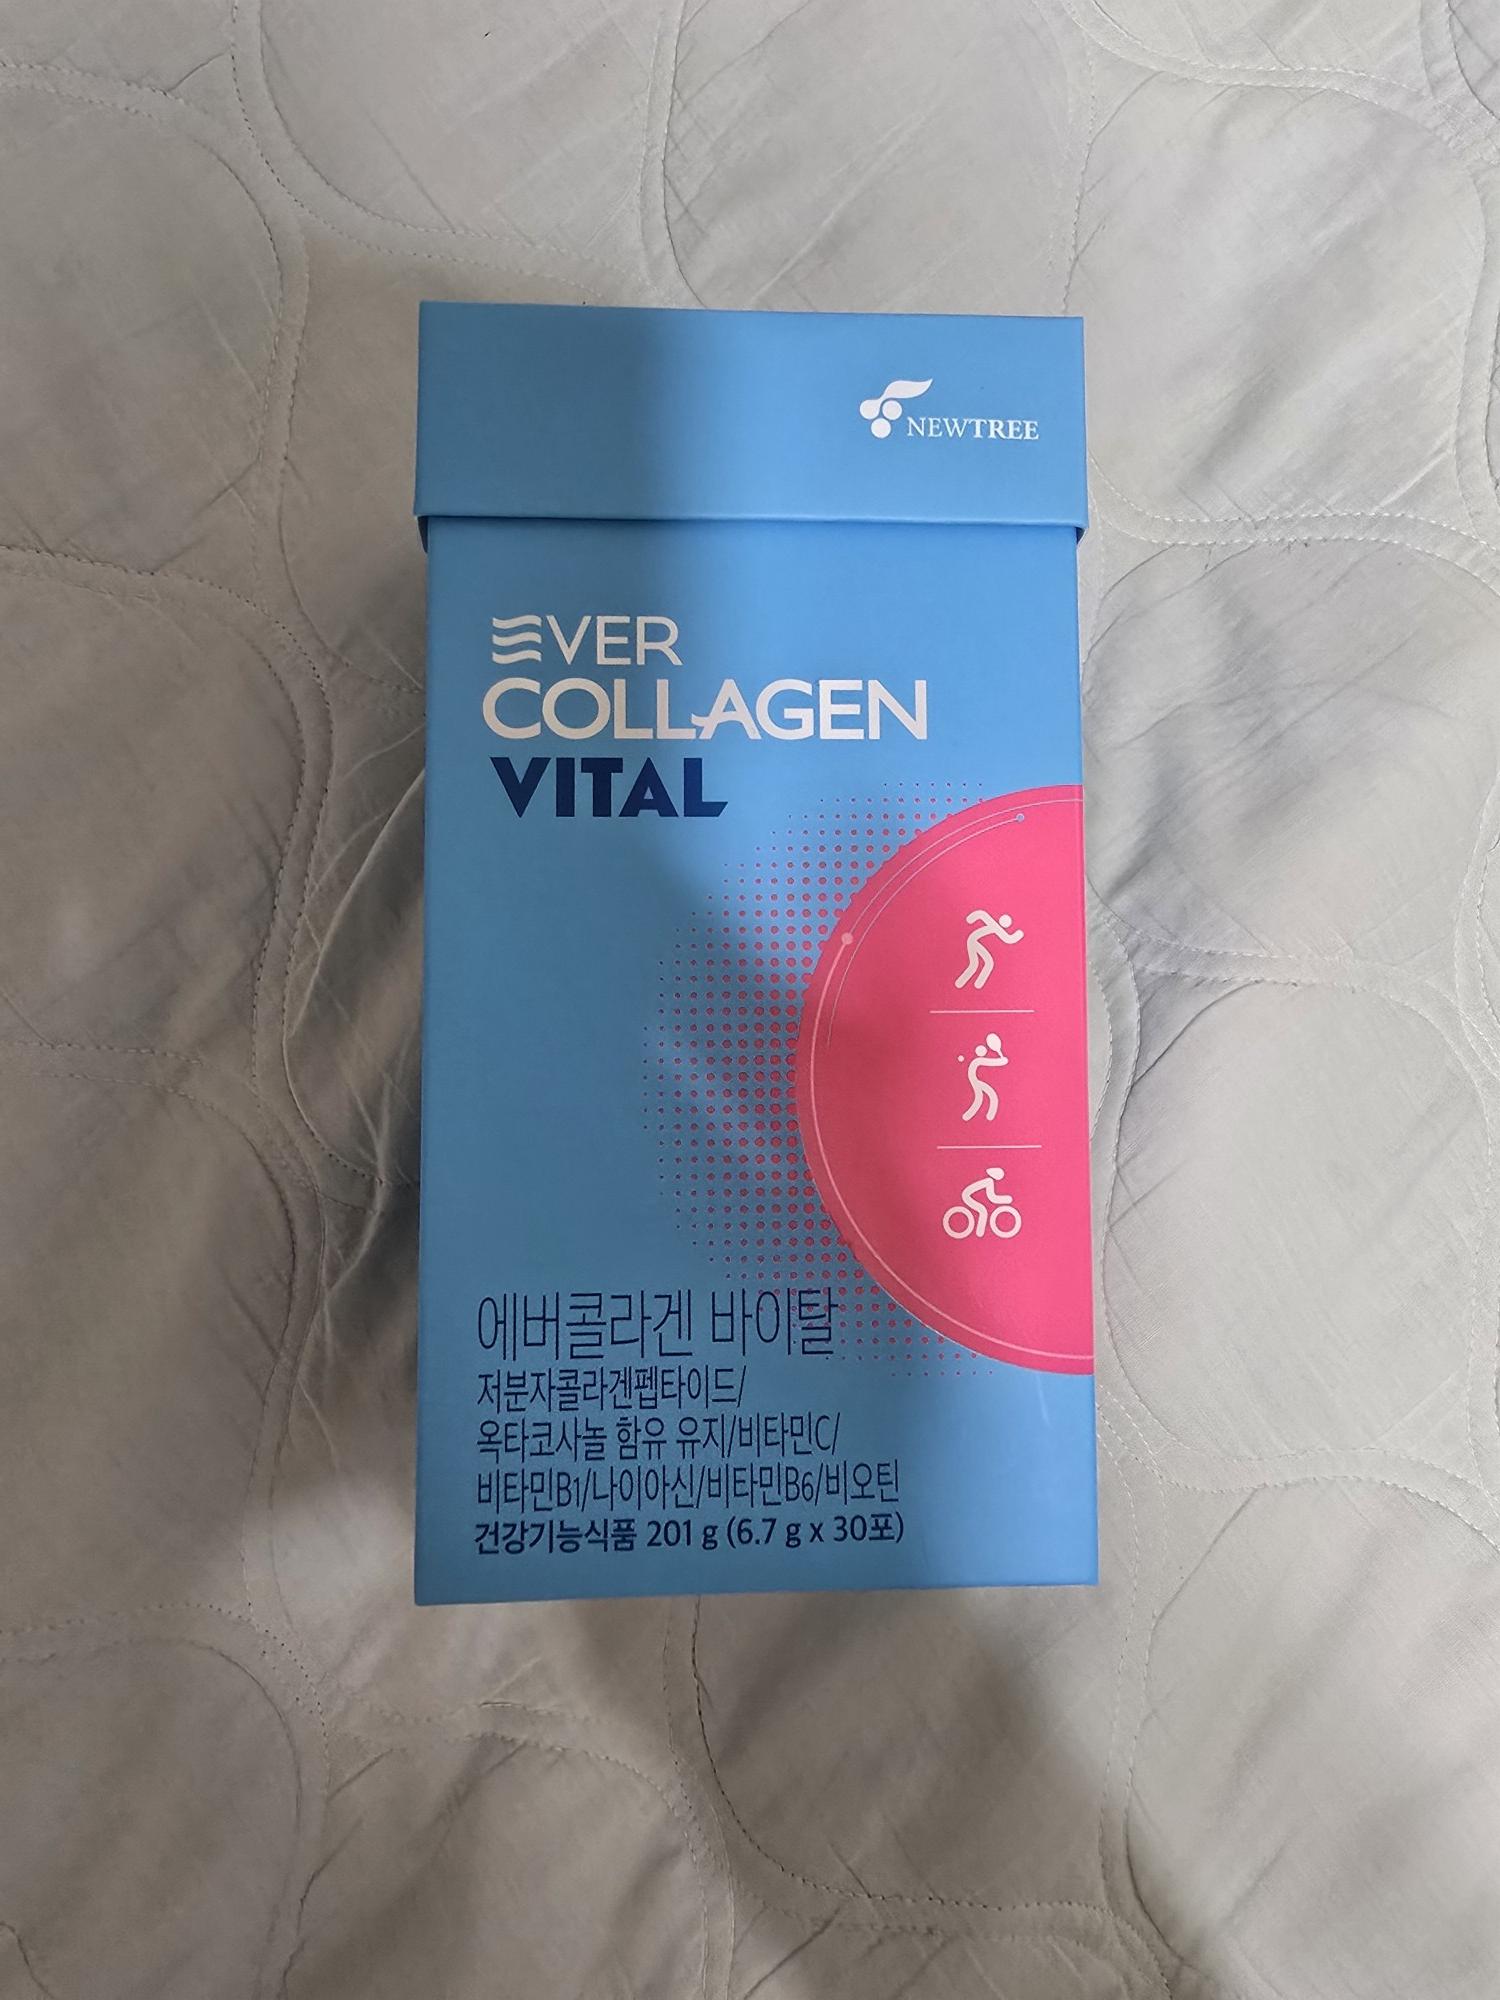 NEWTREE
EVER
COLLAGEN
VITAL
에버콜라겐 바이탈
저분자콜라겐펩타이드/
옥타코사놀 함유 유지/비타민C/
비타민B1/나이아신/비타민B6/비오틴
건강기능식품 201 g (6.7 g x 30포)